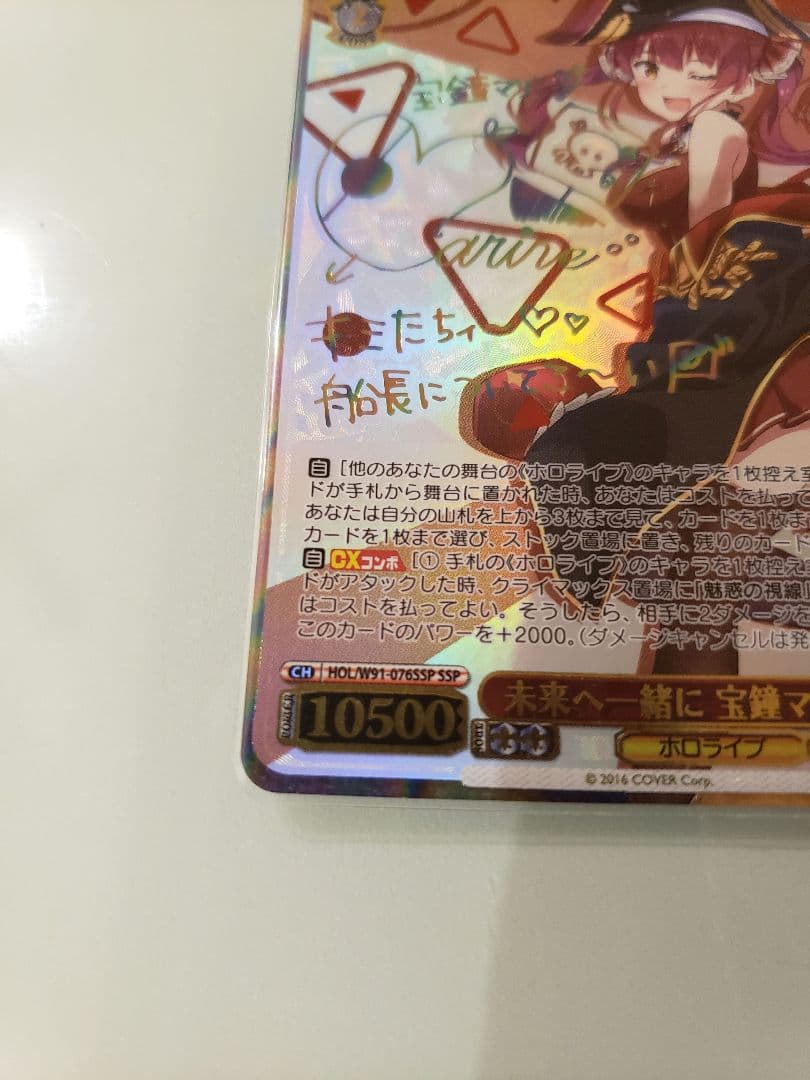 宝鐘マ
Marine
キミたちィ
船長についてこ〜いっ!!
自 [他のあなたの舞台の《ホロライブ》のキャラを1枚控え室
ドが手札から舞台に置かれた時、あなたはコストを払って
あなたは自分の山札を上から3枚まで見て、カードを1枚ま
カードを1枚まで選び、ストック置場に置き、残りのカード
自 CXコンボ [① 手札の《ホロライブ》のキャラを1枚控え室
ドがアタックした時、クライマックス置場に「魅惑の視線」
はコストを払ってよい。そうしたら、相手に2ダメージを
このカードのパワーを+2000。(ダメージキャンセルは発
CH HOL/W91-076SSP SSP
10500
未来へ一緒に 宝鐘マ
ホロライブ
© 2016 COVER Corp.